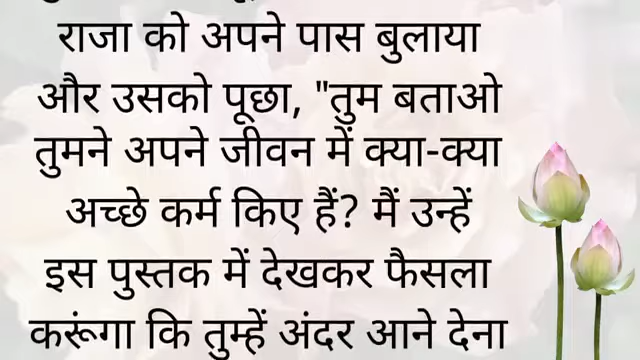 राजा को अपने पास बुलाया
और उसको पूछा, "तुम बताओ
तुमने अपने जीवन में क्या-क्या
अच्छे कर्म किए हैं? मैं उन्हें
इस पुस्तक में देखकर फैसला
करूंगा कि तुम्हें अंदर आने देना